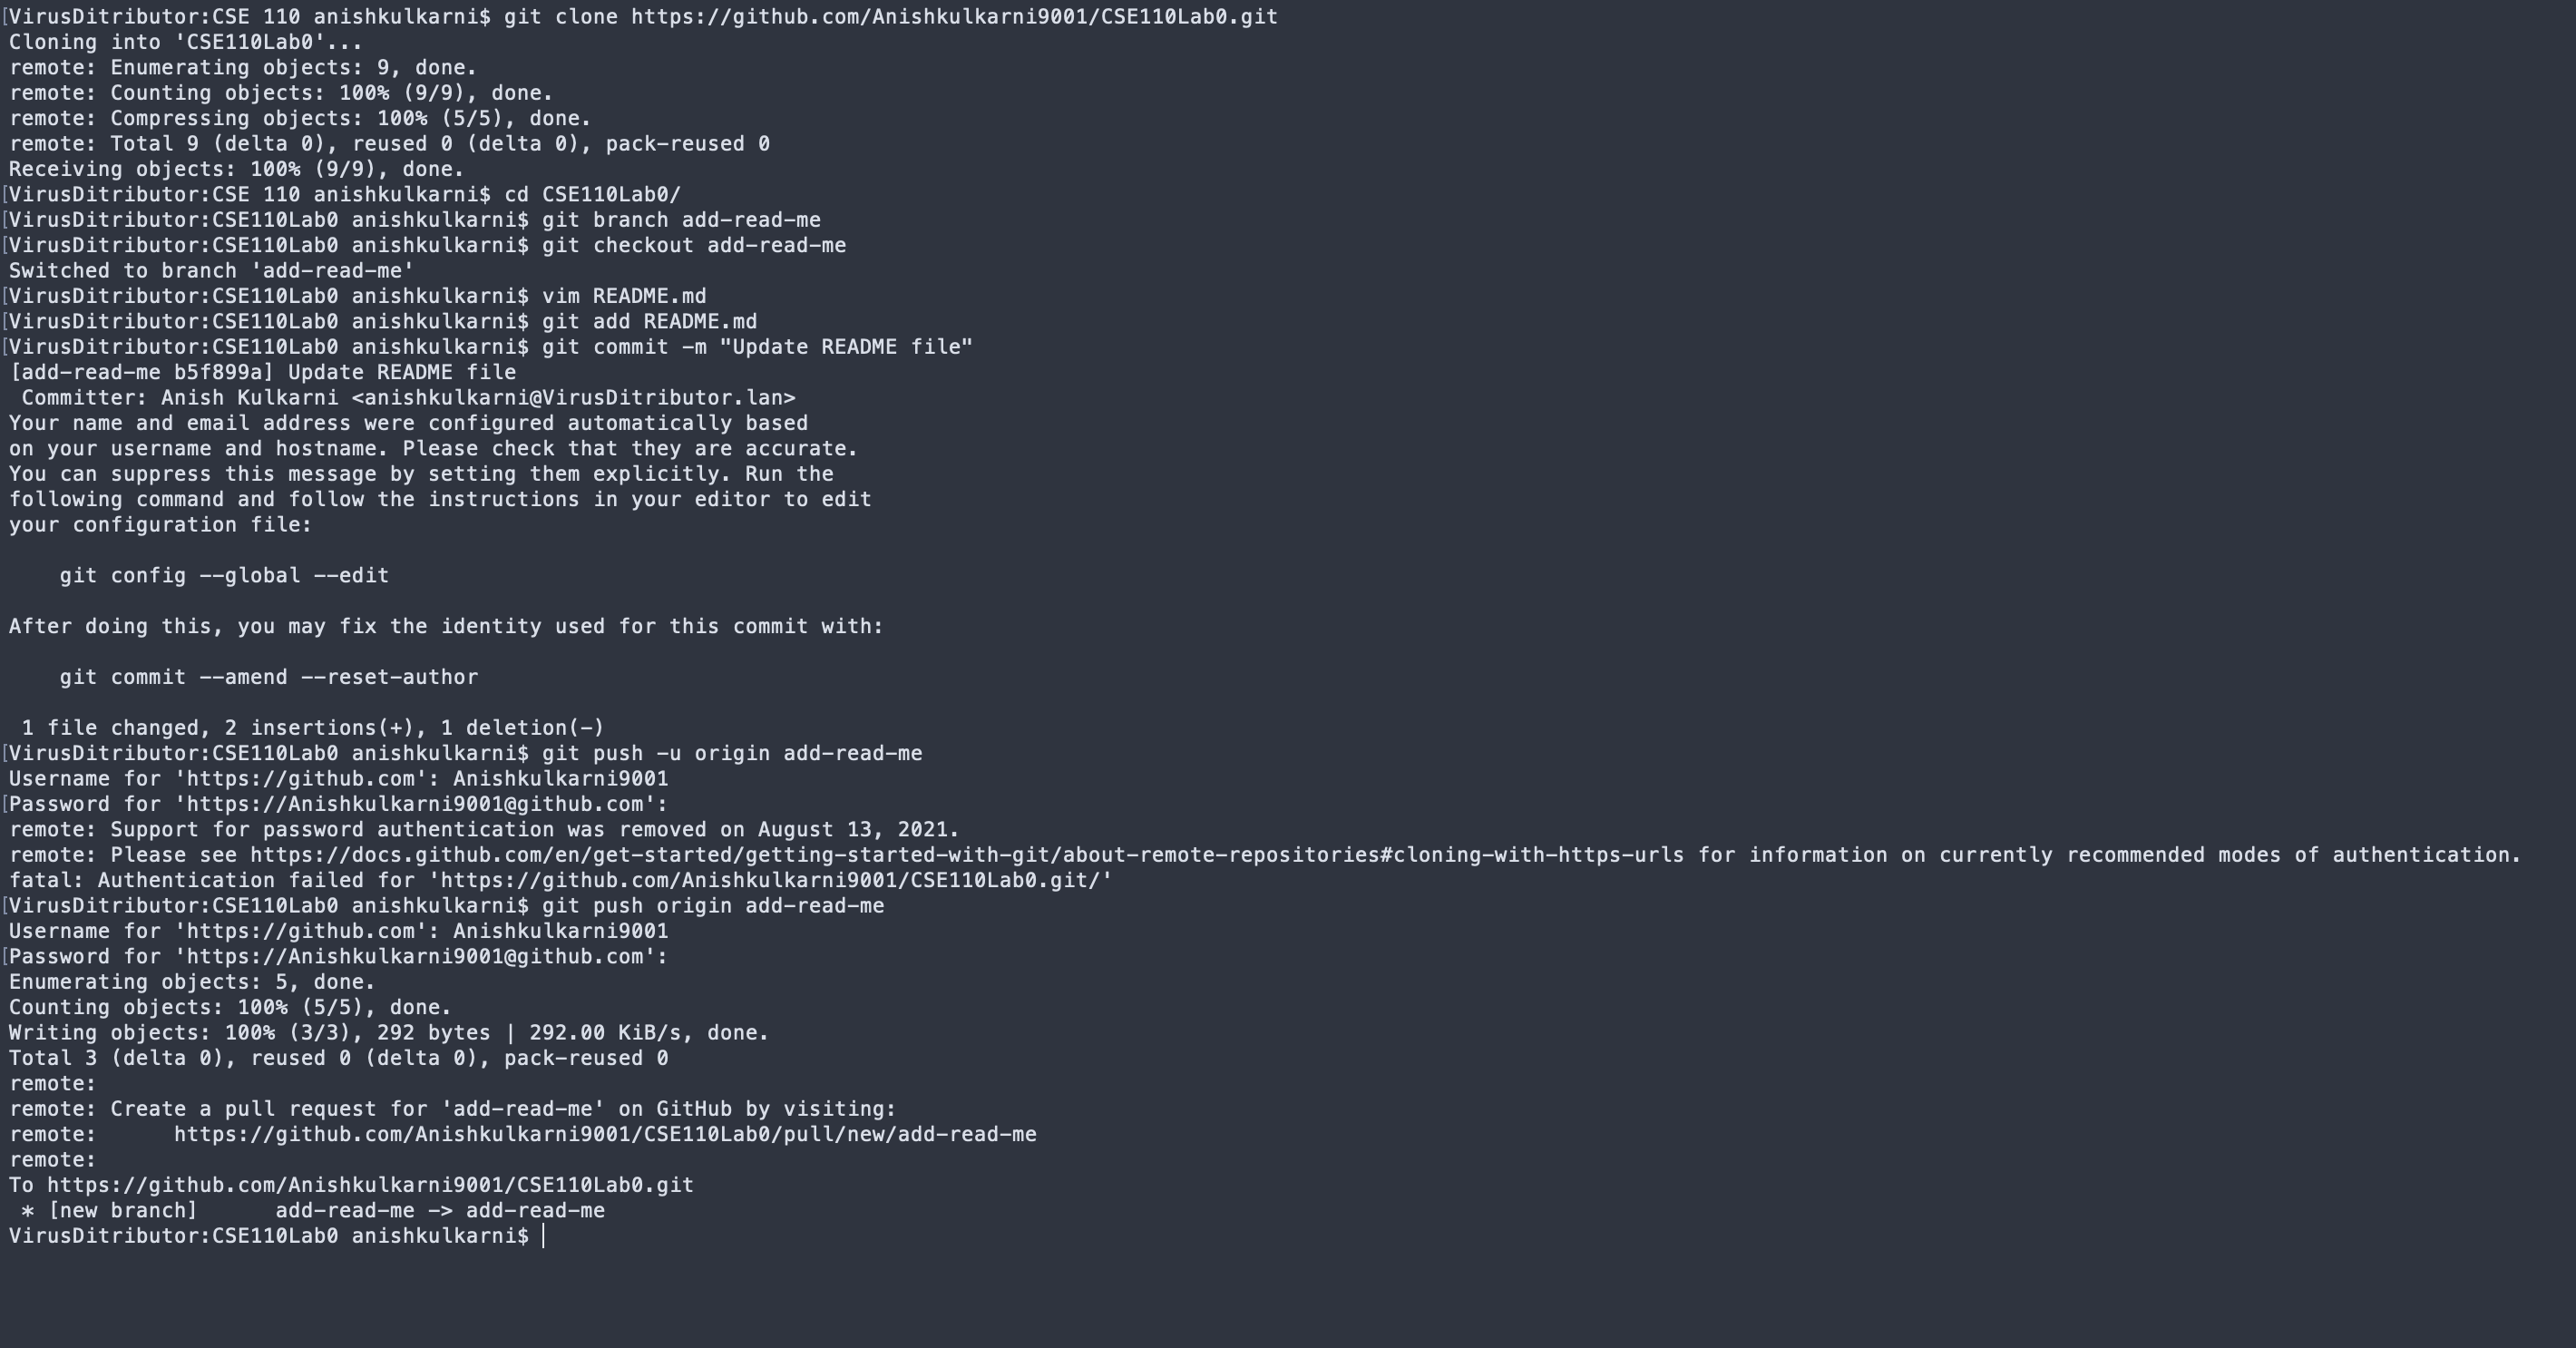 [VirusDitributor:CSE 110 anishkulkarni$ git clone https://github.com/Anishkulkarni9001/CSE110Lab0.git
Cloning into 'CSE110Lab0'...
remote: Enumerating objects: 9, done.
remote: Counting objects: 100% (9/9), done.
remote: Compressing objects: 100% (5/5), done.
remote: Total 9 (delta 0), reused 0 (delta 0), pack-reused 0
Receiving objects: 100% (9/9), done.
[VirusDitributor:CSE 110 anishkulkarni$ cd CSE110Lab0/
[VirusDitributor:CSE110Lab0 anishkulkarni$ git branch add-read-me
[VirusDitributor:CSE110Lab0 anishkulkarni$ git checkout add-read-me
Switched to branch 'add-read-me'
[VirusDitributor:CSE110Lab0 anishkulkarni$ vim README.md
[VirusDitributor:CSE110Lab0 anishkulkarni$ git add README.md
[VirusDitributor:CSE110Lab0 anishkulkarni$ git commit -m "Update README file"
[add-read-me b5f899a] Update README file
 Committer: Anish Kulkarni <anishkulkarni@VirusDitributor.lan>
Your name and email address were configured automatically based
on your username and hostname. Please check that they are accurate.
You can suppress this message by setting them explicitly. Run the
following command and follow the instructions in your editor to edit
your configuration file:

    git config --global --edit

After doing this, you may fix the identity used for this commit with:

    git commit --amend --reset-author

 1 file changed, 2 insertions(+), 1 deletion(-)
[VirusDitributor:CSE110Lab0 anishkulkarni$ git push -u origin add-read-me
Username for 'https://github.com': Anishkulkarni9001
[Password for 'https://Anishkulkarni9001@github.com':
remote: Support for password authentication was removed on August 13, 2021.
remote: Please see https://docs.github.com/en/get-started/getting-started-with-git/about-remote-repositories#cloning-with-https-urls for information on currently recommended modes of authentication.
fatal: Authentication failed for 'https://github.com/Anishkulkarni9001/CSE110Lab0.git/'
[VirusDitributor:CSE110Lab0 anishkulkarni$ git push origin add-read-me
Username for 'https://github.com': Anishkulkarni9001
[Password for 'https://Anishkulkarni9001@github.com':
Enumerating objects: 5, done.
Counting objects: 100% (5/5), done.
Writing objects: 100% (3/3), 292 bytes | 292.00 KiB/s, done.
Total 3 (delta 0), reused 0 (delta 0), pack-reused 0
remote:
remote: Create a pull request for 'add-read-me' on GitHub by visiting:
remote:      https://github.com/Anishkulkarni9001/CSE110Lab0/pull/new/add-read-me
remote:
To https://github.com/Anishkulkarni9001/CSE110Lab0.git
 * [new branch]      add-read-me -> add-read-me
VirusDitributor:CSE110Lab0 anishkulkarni$